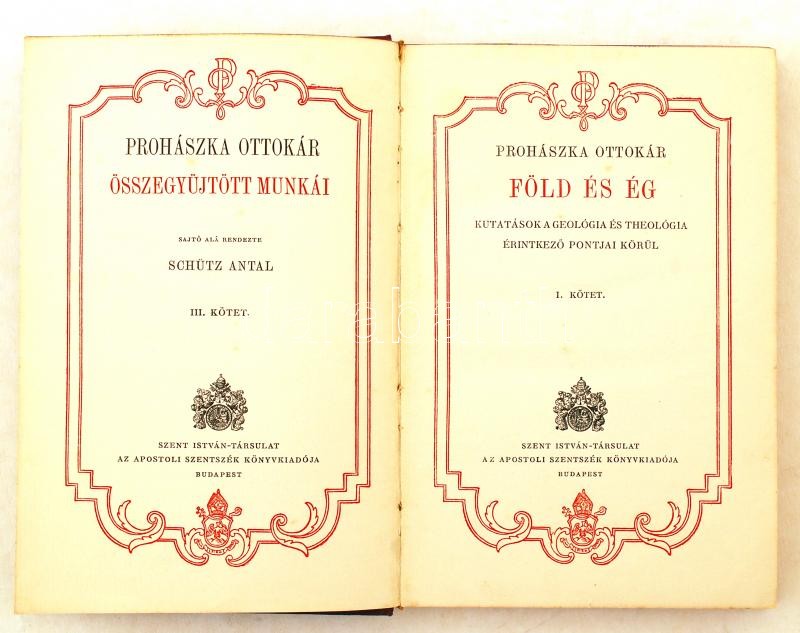 PROHÁSZKA OTTOKÁR
ÖSSZEGYÜJTÖTT MUNKÁI
SAJTÓ ALÁ RENDEZTE
SCHÜTZ ANTAL
III. KÖTET.
SZENT ISTVÁN-TÁRSULAT
AZ APOSTOLI SZENTSZÉK KÖNYVKIADÓJA
BUDAPEST
PROHÁSZKA OTTOKÁR
FÖLD ÉS ÉG
KUTATÁSOK A GEOLÓGIA ÉS THEOLÓGIA
ÉRINTKEZŐ PONTJAI KÖRÜL
I. KÖTET.
SZENT ISTVÁN-TÁRSULAT
AZ APOSTOLI SZENTSZÉK KÖNYVKIADÓJA
BUDAPEST